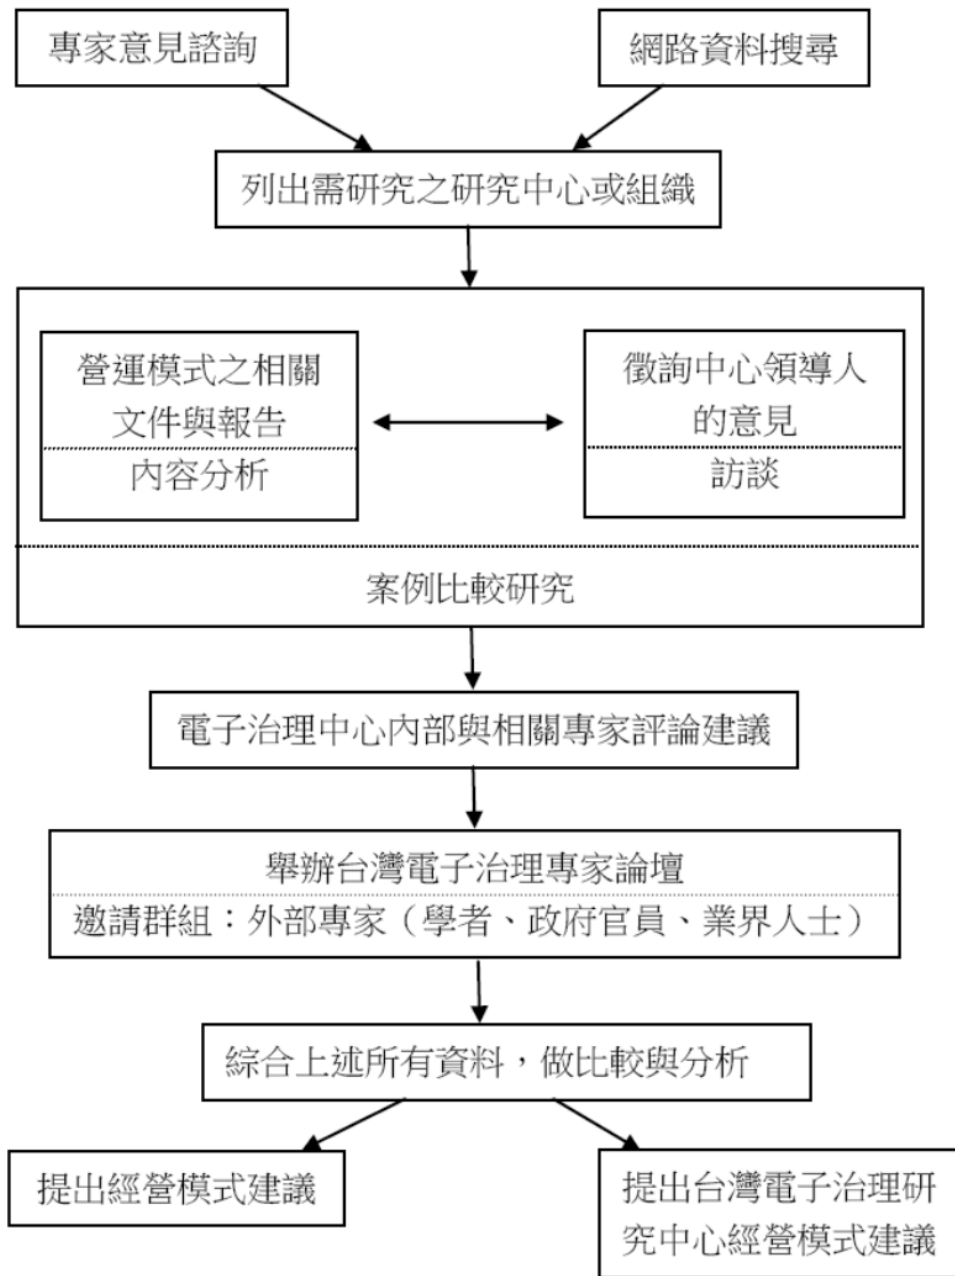 專家意見諮詢
網路資料搜尋
列出需研究之研究中心或組織
營運模式之相關
文件與報告
內容分析
徵詢中心領導人
的意見
訪談
案例比較研究
電子治理中心內部與相關專家評論建議
舉辦台灣電子治理專家論壇
邀請群組：外部專家（學者、政府官員、業界人士）
綜合上述所有資料，做比較與分析
提出經營模式建議
提出台灣電子治理研
究中心經營模式建議